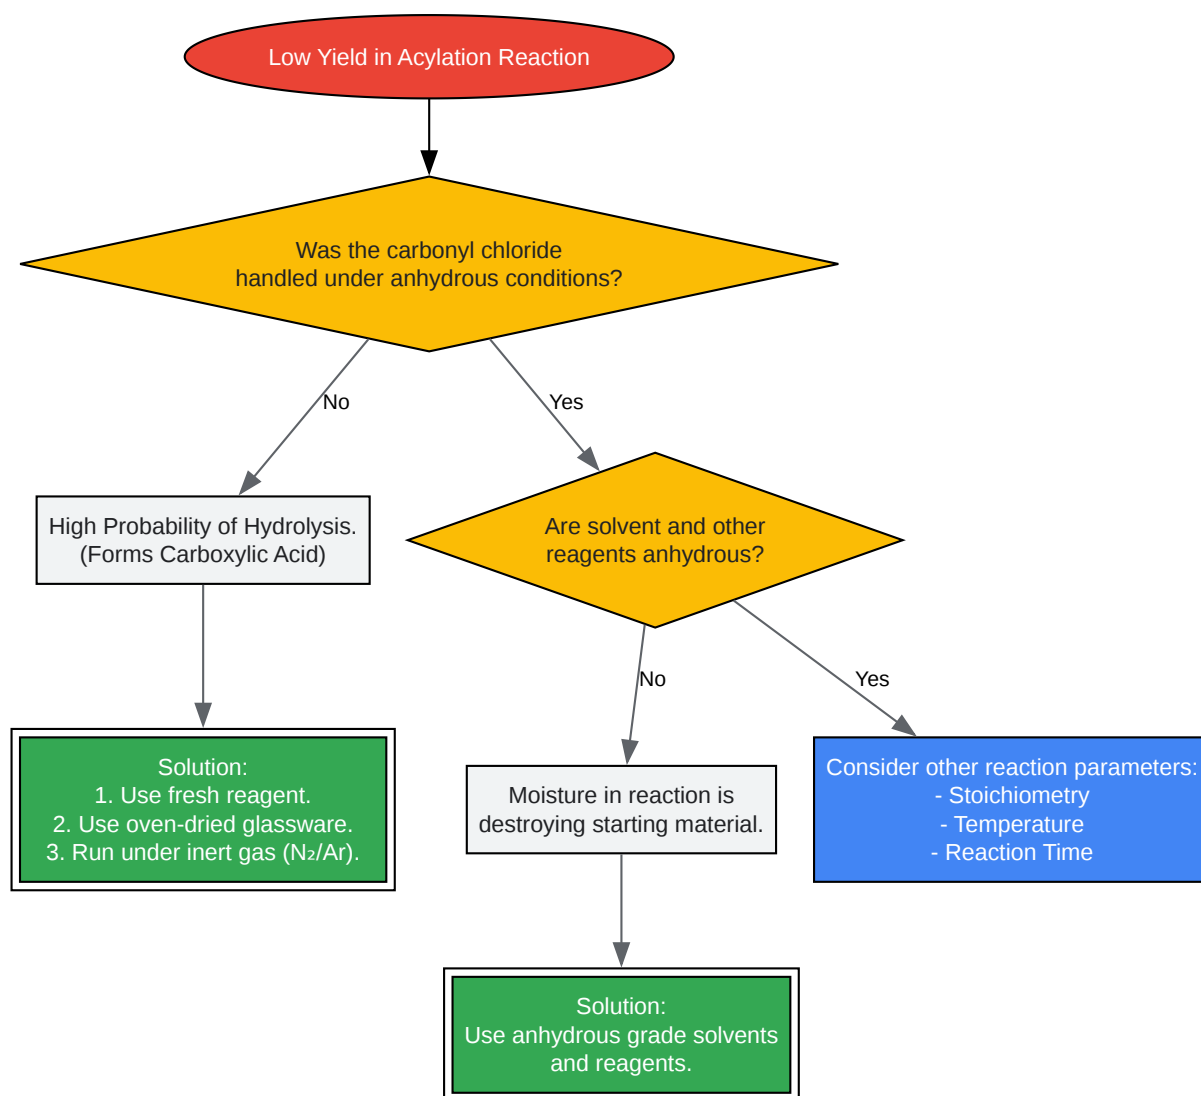 Low Yield in Acylation Reaction
Was the carbonyl chloride
handled under anhydrous conditions?
No
Yes
High Probability of Hydrolysis.
(Forms Carboxylic Acid)
Are solvent and other
reagents anhydrous?
No
Yes
Solution:
1. Use fresh reagent.
2. Use oven-dried glassware.
3. Run under inert gas (N₂/Ar).
Moisture in reaction is
destroying starting material.
Consider other reaction parameters:
- Stoichiometry
- Temperature
- Reaction Time
Solution:
Use anhydrous grade solvents
and reagents.